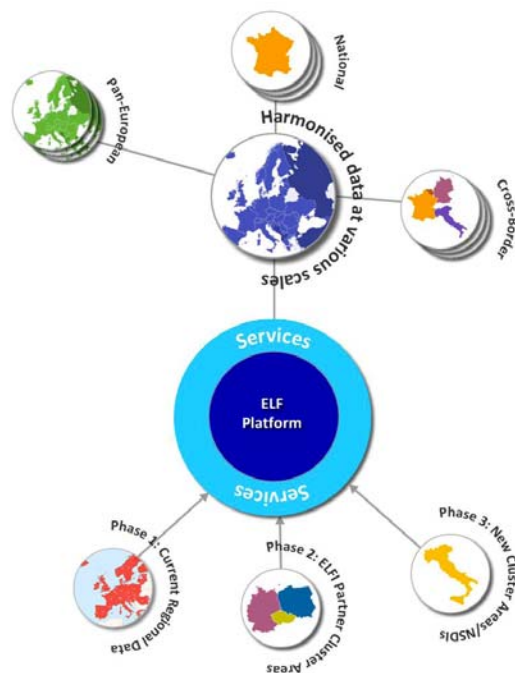 National
Pan-European
Harmonised data at various scales
Cross-Border
Services
ELF
Platform
Services
Phase 1: Current
Regional Data
Phase 2: ELFI Partner
Cluster Areas
Phase 3: New Cluster
Areas/NSDIs